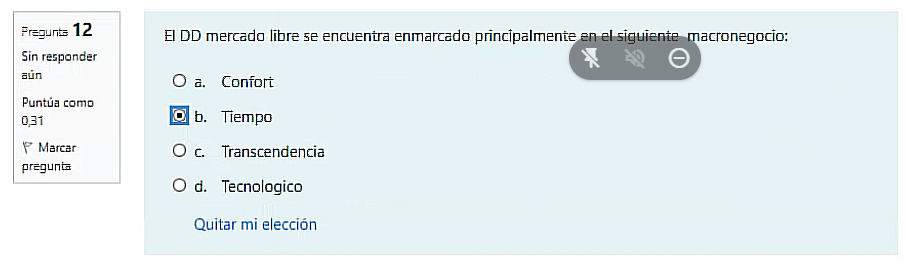 Pregunta 12
Sin responder
aún
Puntúa como
0,31
Marcar
pregunta
El DD mercado libre se encuentra enmarcado principalmente en el siguiente macronegocio:
a. Confort
b. Tiempo
c. Transcendencia
d. Tecnologico
Quitar mi elección